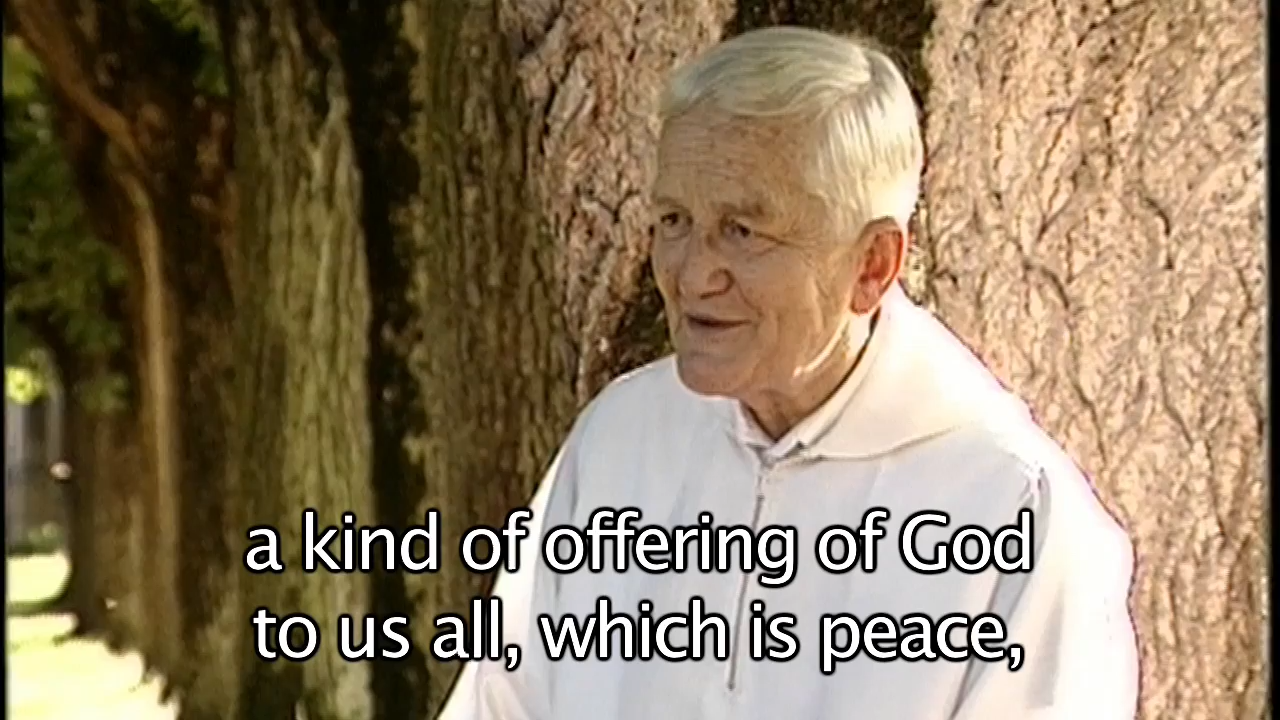 a kind of offering of God
to us all, which is peace,